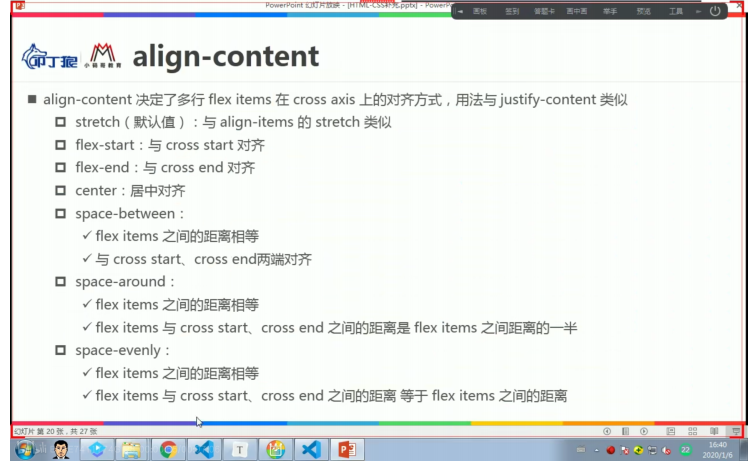 PowerPoint 幻灯片放映 - [HTML-CSS补充.pptx] - PowerP
画板 签到 答题卡 画中画 举手 预览 工具
叩丁狼 小码哥教育
align-content
align-content 决定了多行 flex items 在 cross axis 上的对齐方式，用法与 justify-content 类似
stretch（默认值）：与 align-items 的 stretch 类似
flex-start：与 cross start 对齐
flex-end：与 cross end 对齐
center：居中对齐
space-between：
✓ flex items 之间的距离相等
✓ 与 cross start、cross end两端对齐
space-around：
✓ flex items 之间的距离相等
✓ flex items 与 cross start、cross end 之间的距离是 flex items 之间距离的一半
space-evenly：
✓ flex items 之间的距离相等
✓ flex items 与 cross start、cross end 之间的距离 等于 flex items 之间的距离
幻灯片 第 20 张，共 27 张
22
16:40
2020/1/6